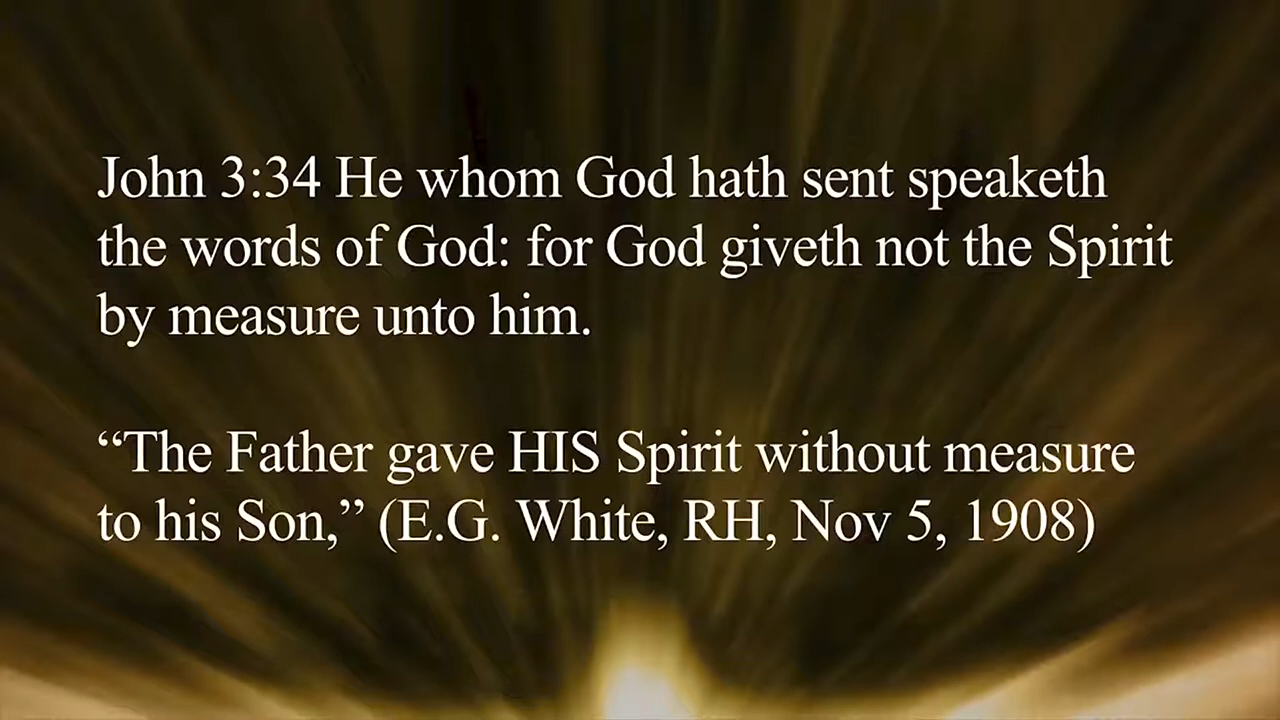 John 3:34 He whom God hath sent speaketh
the words of God: for God giveth not the Spirit
by measure unto him.
“The Father gave HIS Spirit without measure
to his Son,” (E.G. White, RH, Nov 5, 1908)